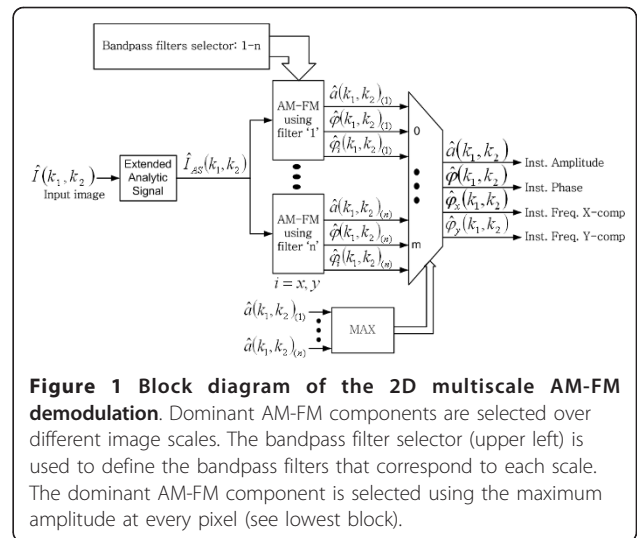 Bandpass filters selector: 1-n
AM-FM
using
filter '1'
â(k₁,k₂)₍₁₎
φ̂(k₁,k₂)₍₁₎
φ̂ᵢ(k₁,k₂)₍₁₎
0
Î(k₁,k₂)
Input image
Extended
Analytic
Signal
Î_AS(k₁,k₂)
AM-FM
using
filter 'n'
â(k₁,k₂)₍ₙ₎
φ̂(k₁,k₂)₍ₙ₎
φ̂ᵢ(k₁,k₂)₍ₙ₎
m
i = x, y
â(k₁,k₂) Inst. Amplitude
φ̂(k₁,k₂) Inst. Phase
φ̂ₓ(k₁,k₂) Inst. Freq. X-comp
φ̂_y(k₁,k₂) Inst. Freq. Y-comp
â(k₁,k₂)₍₁₎
â(k₁,k₂)₍ₙ₎
MAX
Figure 1 Block diagram of the 2D multiscale AM-FM
demodulation. Dominant AM-FM components are selected over
different image scales. The bandpass filter selector (upper left) is
used to define the bandpass filters that correspond to each scale.
The dominant AM-FM component is selected using the maximum
amplitude at every pixel (see lowest block).